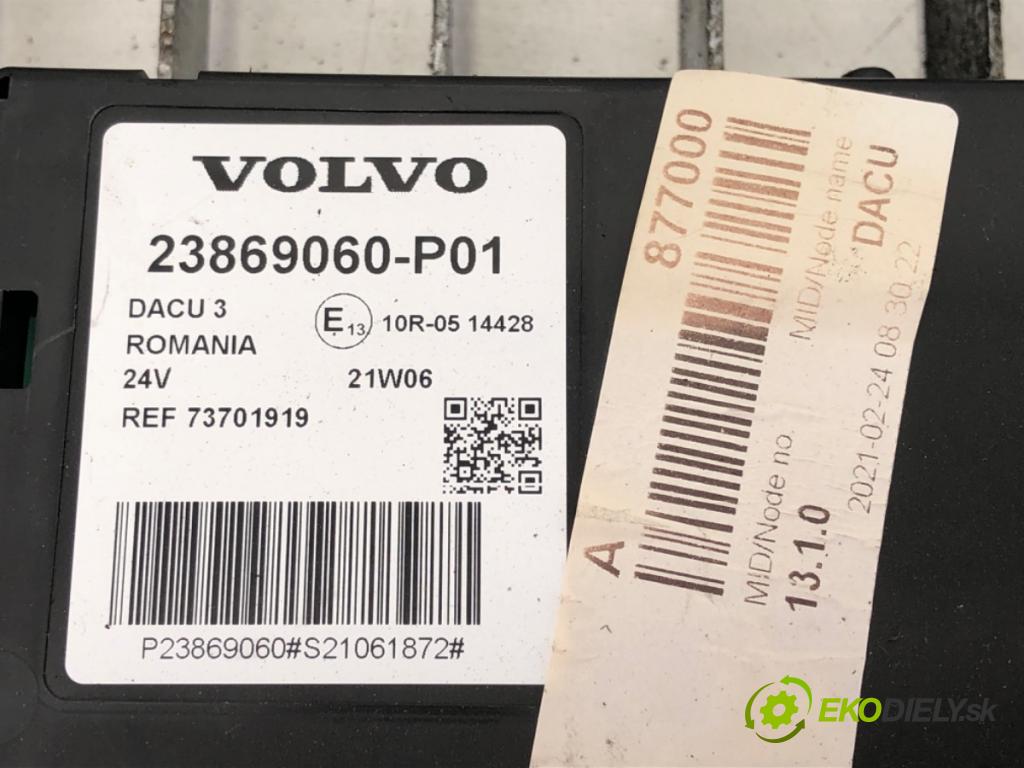 VOLVO
23869060-P01
DACU 3
E13 10R-05 14428
ROMANIA
24V 21W06
REF 73701919
P23869060#S21061872#
A 877000
MID/Node no. MID/Node name
13.1.0 DACU
2021-02-24 08:30:22
EKODIELY.sk